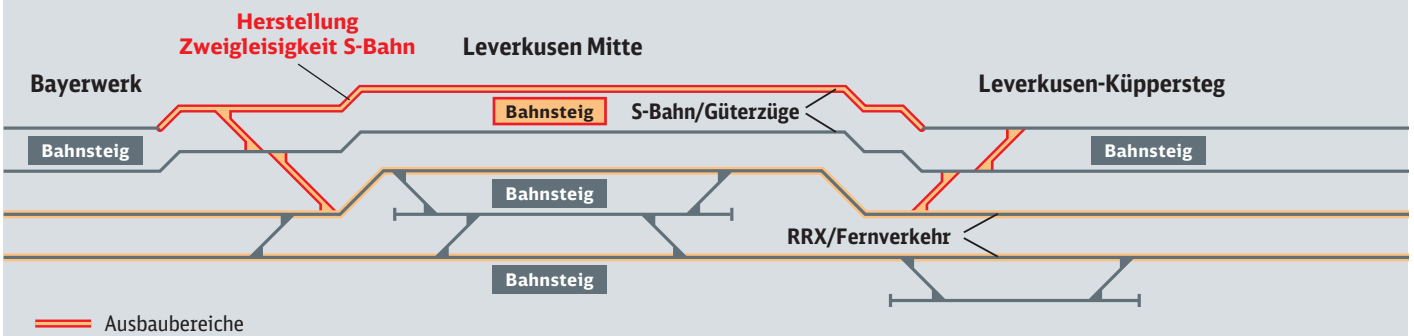 Herstellung
Zweigleisigkeit S-Bahn
Leverkusen Mitte
Bayerwerk
Leverkusen-Küppersteg
Bahnsteig
S-Bahn/Güterzüge
Bahnsteig
Bahnsteig
Bahnsteig
RRX/Fernverkehr
Bahnsteig
Ausbaubereiche